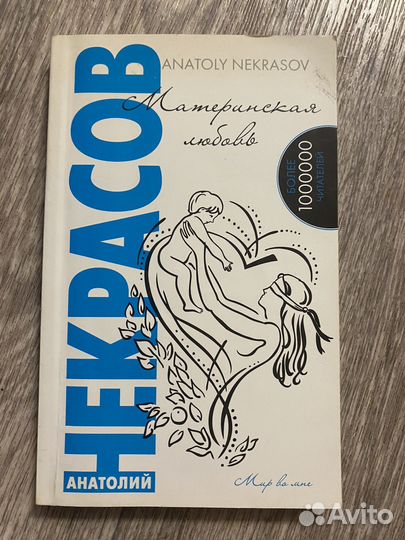 ANATOLY NEKRASOV
Материнская
любовь
БОЛЕЕ
1000000
ЧИТАТЕЛЕЙ
НЕКРАСОВ
АНАТОЛИЙ
Мир во мне
Avito